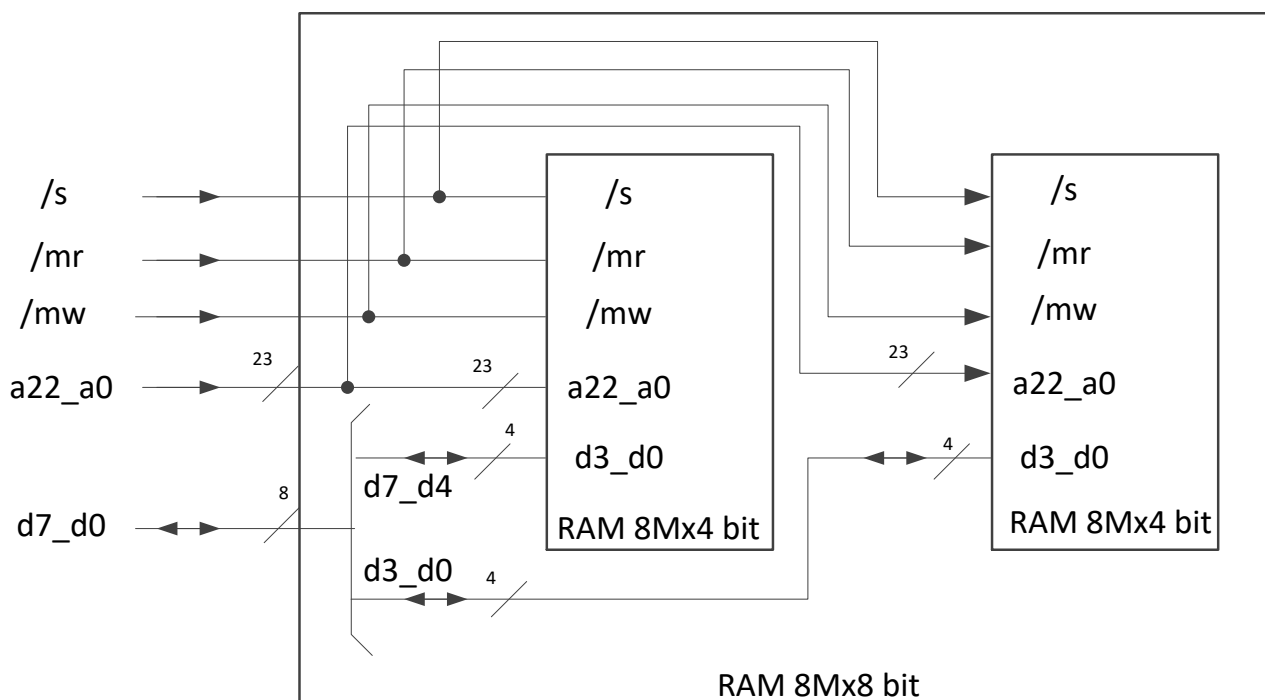 /s
/mr
/mw
a22_a0
23
d7_d0
8
23
/s
/mr
/mw
a22_a0
4
d3_d0
d7_d4
RAM 8Mx4 bit
d3_d0
4
/s
/mr
/mw
23
a22_a0
4
d3_d0
RAM 8Mx4 bit
RAM 8Mx8 bit